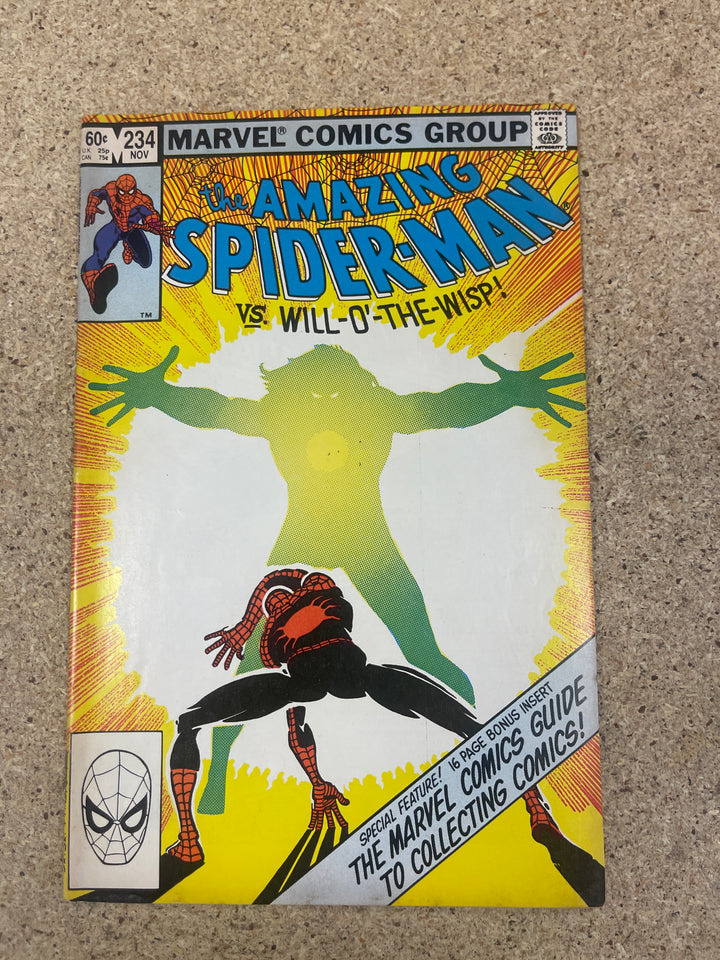 60¢
U.K. 25p
CAN 75¢
234
NOV
MARVEL® COMICS GROUP
APPROVED
BY THE
COMICS
CODE
AUTHORITY
the AMAZING
SPIDER-MAN®
VS. WILL-O'-THE-WISP!
TM
SPECIAL FEATURE! 16 PAGE BONUS INSERT
THE MARVEL COMICS GUIDE
TO COLLECTING COMICS!